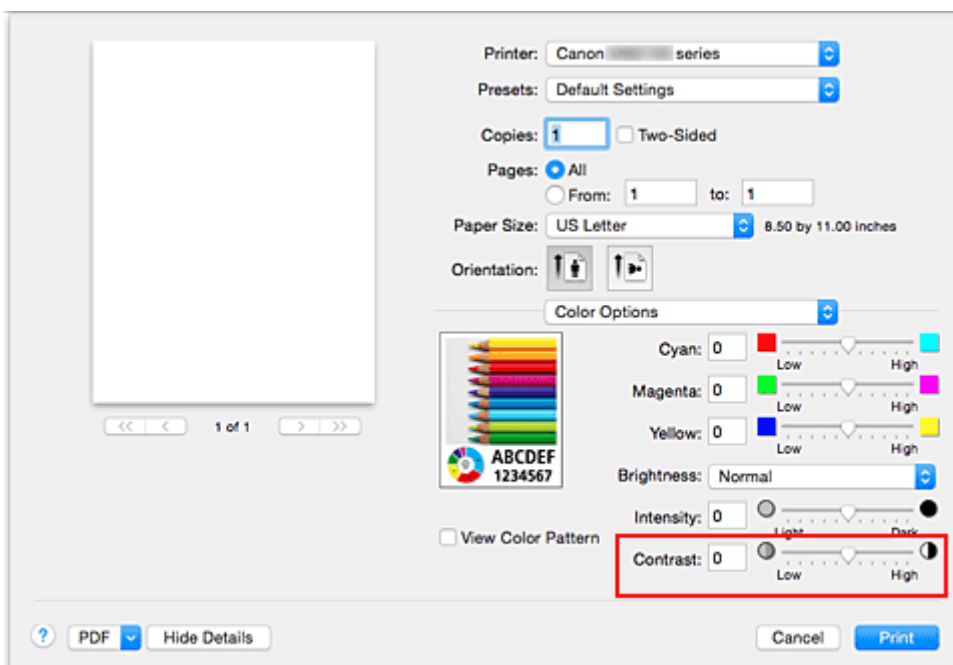 Printer: Canon series
Presets: Default Settings
Copies: 1 Two-Sided
Pages: All
From: 1 to: 1
Paper Size: US Letter 8.50 by 11.00 inches
Orientation:
Color Options
Cyan: 0
Low High
Magenta: 0
Low High
Yellow: 0
Low High
ABCDEF
1234567
Brightness: Normal
Intensity: 0
Light Dark
View Color Pattern
Contrast: 0
Low High
<< < 1 of 1 > >>
? PDF Hide Details Cancel Print